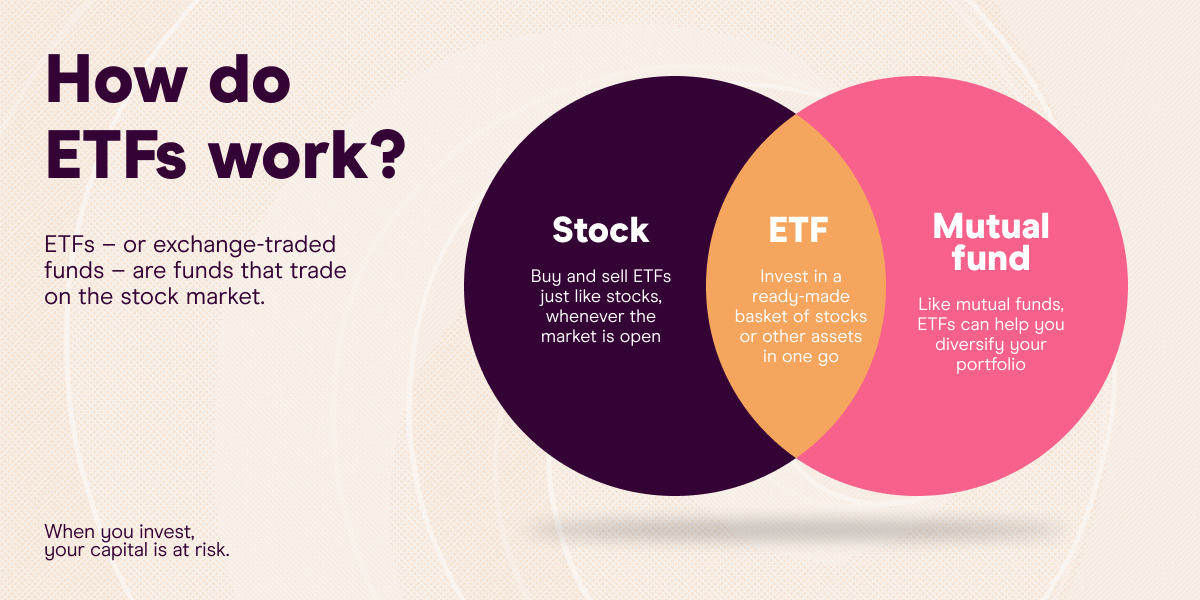 How do
ETFs work?
ETFs – or exchange-traded
funds – are funds that trade
on the stock market.
Stock
Buy and sell ETFs
just like stocks,
whenever the
market is open
ETF
Invest in a
ready-made
basket of stocks
or other assets
in one go
Mutual
fund
Like mutual funds,
ETFs can help you
diversify your
portfolio
When you invest,
your capital is at risk.